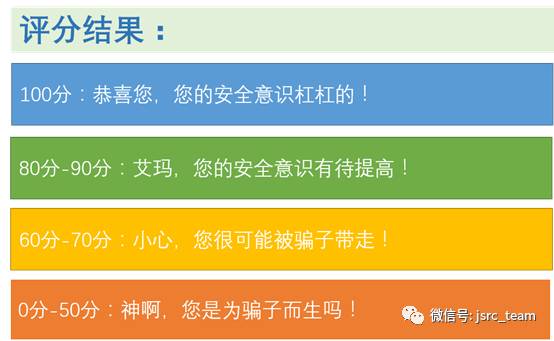 评分结果：
100分：恭喜您，您的安全意识杠杠的！
80分-90分：艾玛，您的安全意识有待提高！
60分-70分：小心，您很可能被骗子带走！
0分-50分：神啊，您是为骗子而生吗！
微信号: jsrc_team